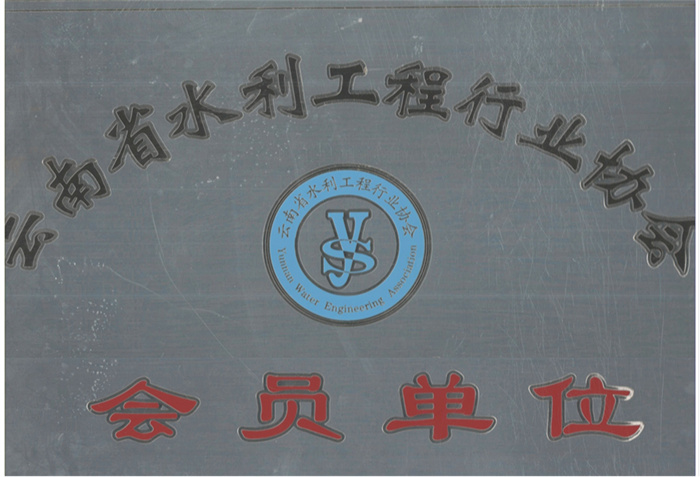 云南省水利工程行业协会
云南省水利工程行业协会
YSJ
Yunnan Water Engineering Association
会员单位